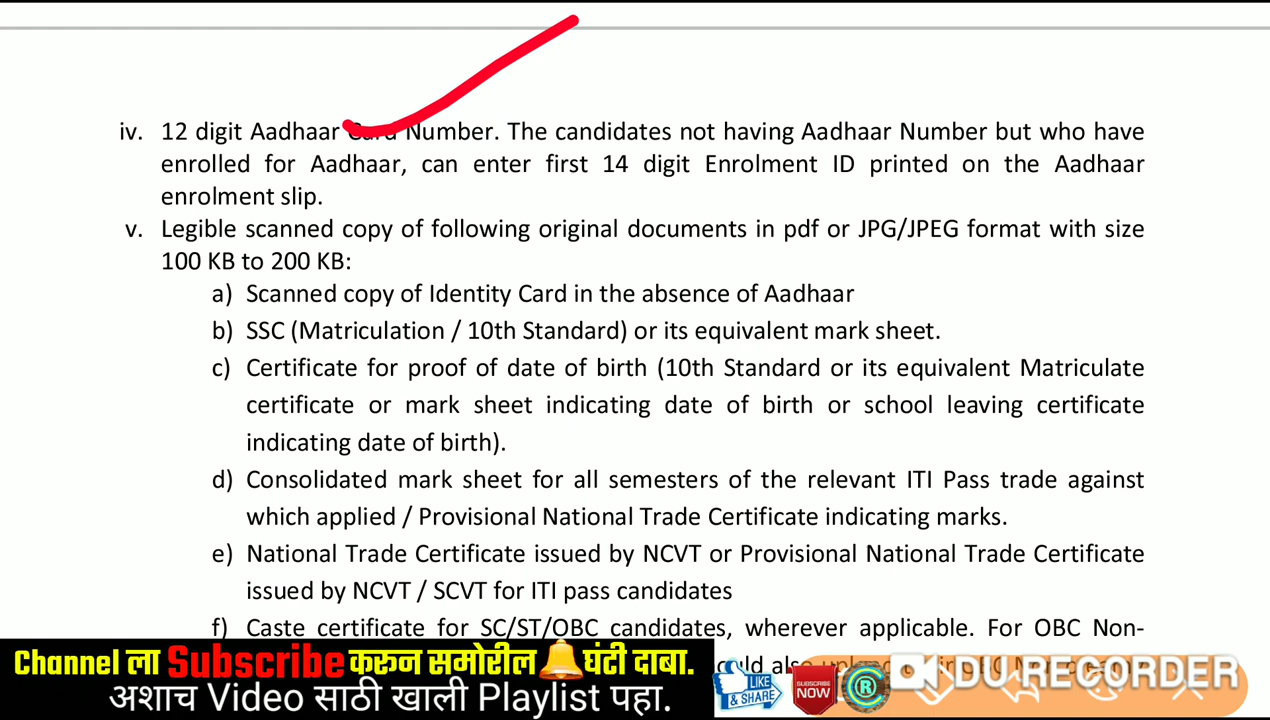 iv. 12 digit Aadhaar Card Number. The candidates not having Aadhaar Number but who have
enrolled for Aadhaar, can enter first 14 digit Enrolment ID printed on the Aadhaar
enrolment slip.
v. Legible scanned copy of following original documents in pdf or JPG/JPEG format with size
100 KB to 200 KB:
a) Scanned copy of Identity Card in the absence of Aadhaar
b) SSC (Matriculation / 10th Standard) or its equivalent mark sheet.
c) Certificate for proof of date of birth (10th Standard or its equivalent Matriculate
certificate or mark sheet indicating date of birth or school leaving certificate
indicating date of birth).
d) Consolidated mark sheet for all semesters of the relevant ITI Pass trade against
which applied / Provisional National Trade Certificate indicating marks.
e) National Trade Certificate issued by NCVT or Provisional National Trade Certificate
issued by NCVT / SCVT for ITI pass candidates
f) Caste certificate for SC/ST/OBC candidates, wherever applicable. For OBC Non-
Channel ला Subscribe करून समोरील घंटी दाबा.
अशाच Video साठी खाली Playlist पहा.
LIKE & SHARE
SUBSCRIBE NOW
R
DU RECORDER